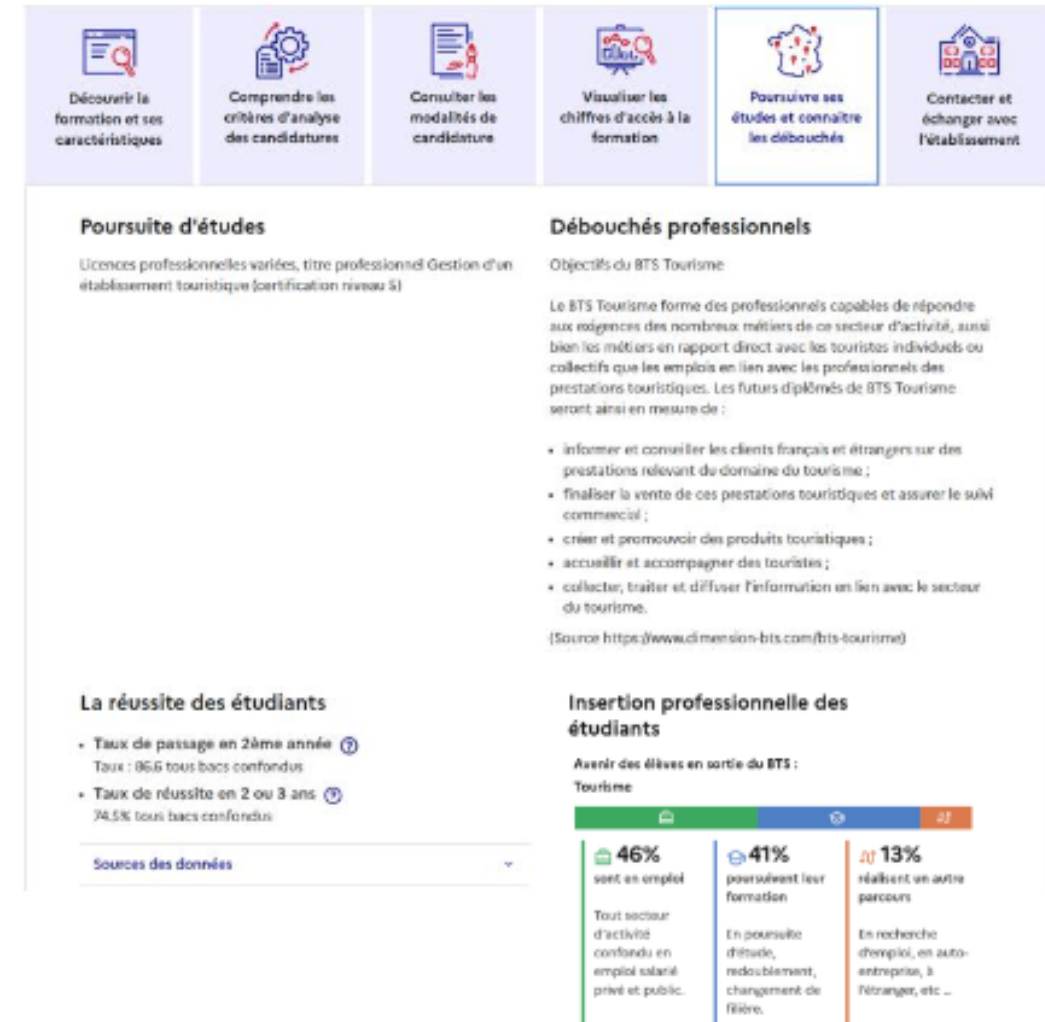 Découvrir la
formation et ses
caractéristiques
Comprendre les
critères d'analyse
des candidatures
Consulter les
modalités de
candidature
Visualiser les
chiffres d'accès à la
formation
Poursuivre ses
études et connaître
les débouchés
Contacter et
échanger avec
l'établissement
Poursuite d'études
Licences professionnelles variées, titre professionnel Gestion d'un
établissement touristique (certification niveau 5)
Débouchés professionnels
Objectifs du BTS Tourisme
Le BTS Tourisme forme des professionnels capables de répondre
aux exigences des nombreux métiers de ce secteur d'activité, aussi
bien les métiers en rapport direct avec les touristes individuels ou
collectifs que les emplois en lien avec les professionnels des
prestations touristiques. Les futurs diplômés de BTS Tourisme
seront ainsi en mesure de :
• informer et conseiller les clients français et étrangers sur des
prestations relevant du domaine du tourisme ;
• finaliser la vente de ces prestations touristiques et assurer le suivi
commercial ;
• créer et promouvoir des produits touristiques ;
• accueillir et accompagner des touristes ;
• collecter, traiter et diffuser l'information en lien avec le secteur
du tourisme.
(Source https://www.dimension-bts.com/bts-tourisme)
La réussite des étudiants
• Taux de passage en 2ème année ?
Taux : 86.6 tous bacs confondus
• Taux de réussite en 2 ou 3 ans ?
74.5% tous bacs confondus
Sources des données
Insertion professionnelle des
étudiants
Avenir des élèves en sortie du BTS :
Tourisme
46%
sont en emploi
Tout secteur
d'activité
confondu en
emploi salarié
privé et public.
41%
poursuivent leur
formation
En poursuite
d'étude,
redoublement,
changement de
filière.
13%
réalisent un autre
parcours
En recherche
d'emploi, en auto-
entreprise, à
l'étranger, etc ...